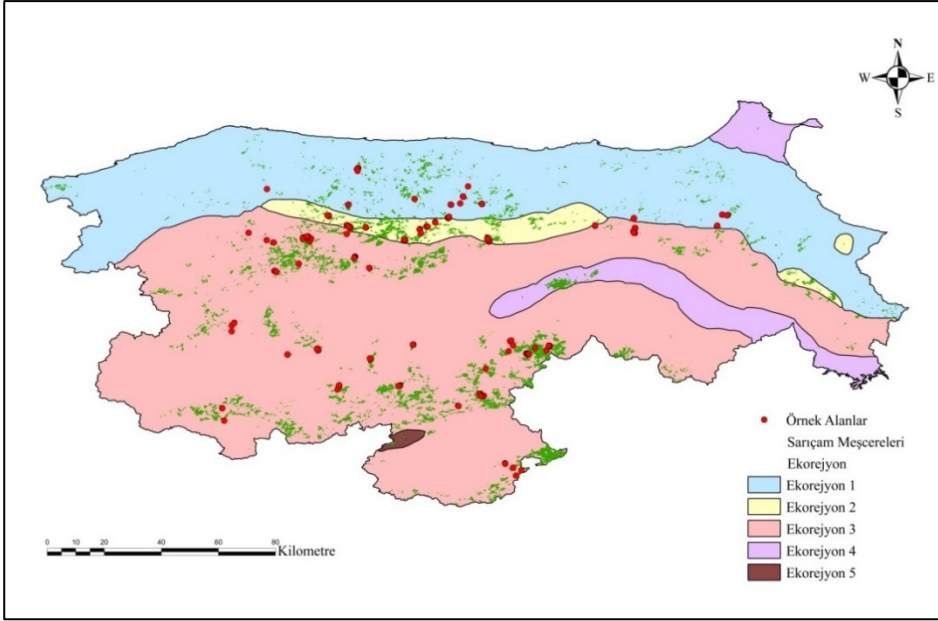 N
W E
S
Örnek Alanlar
Sarıçam Meşcereleri
Ekorejyon
Ekorejyon 1
Ekorejyon 2
Ekorejyon 3
Ekorejyon 4
Ekorejyon 5
0 20 40 60 80
Kilometre